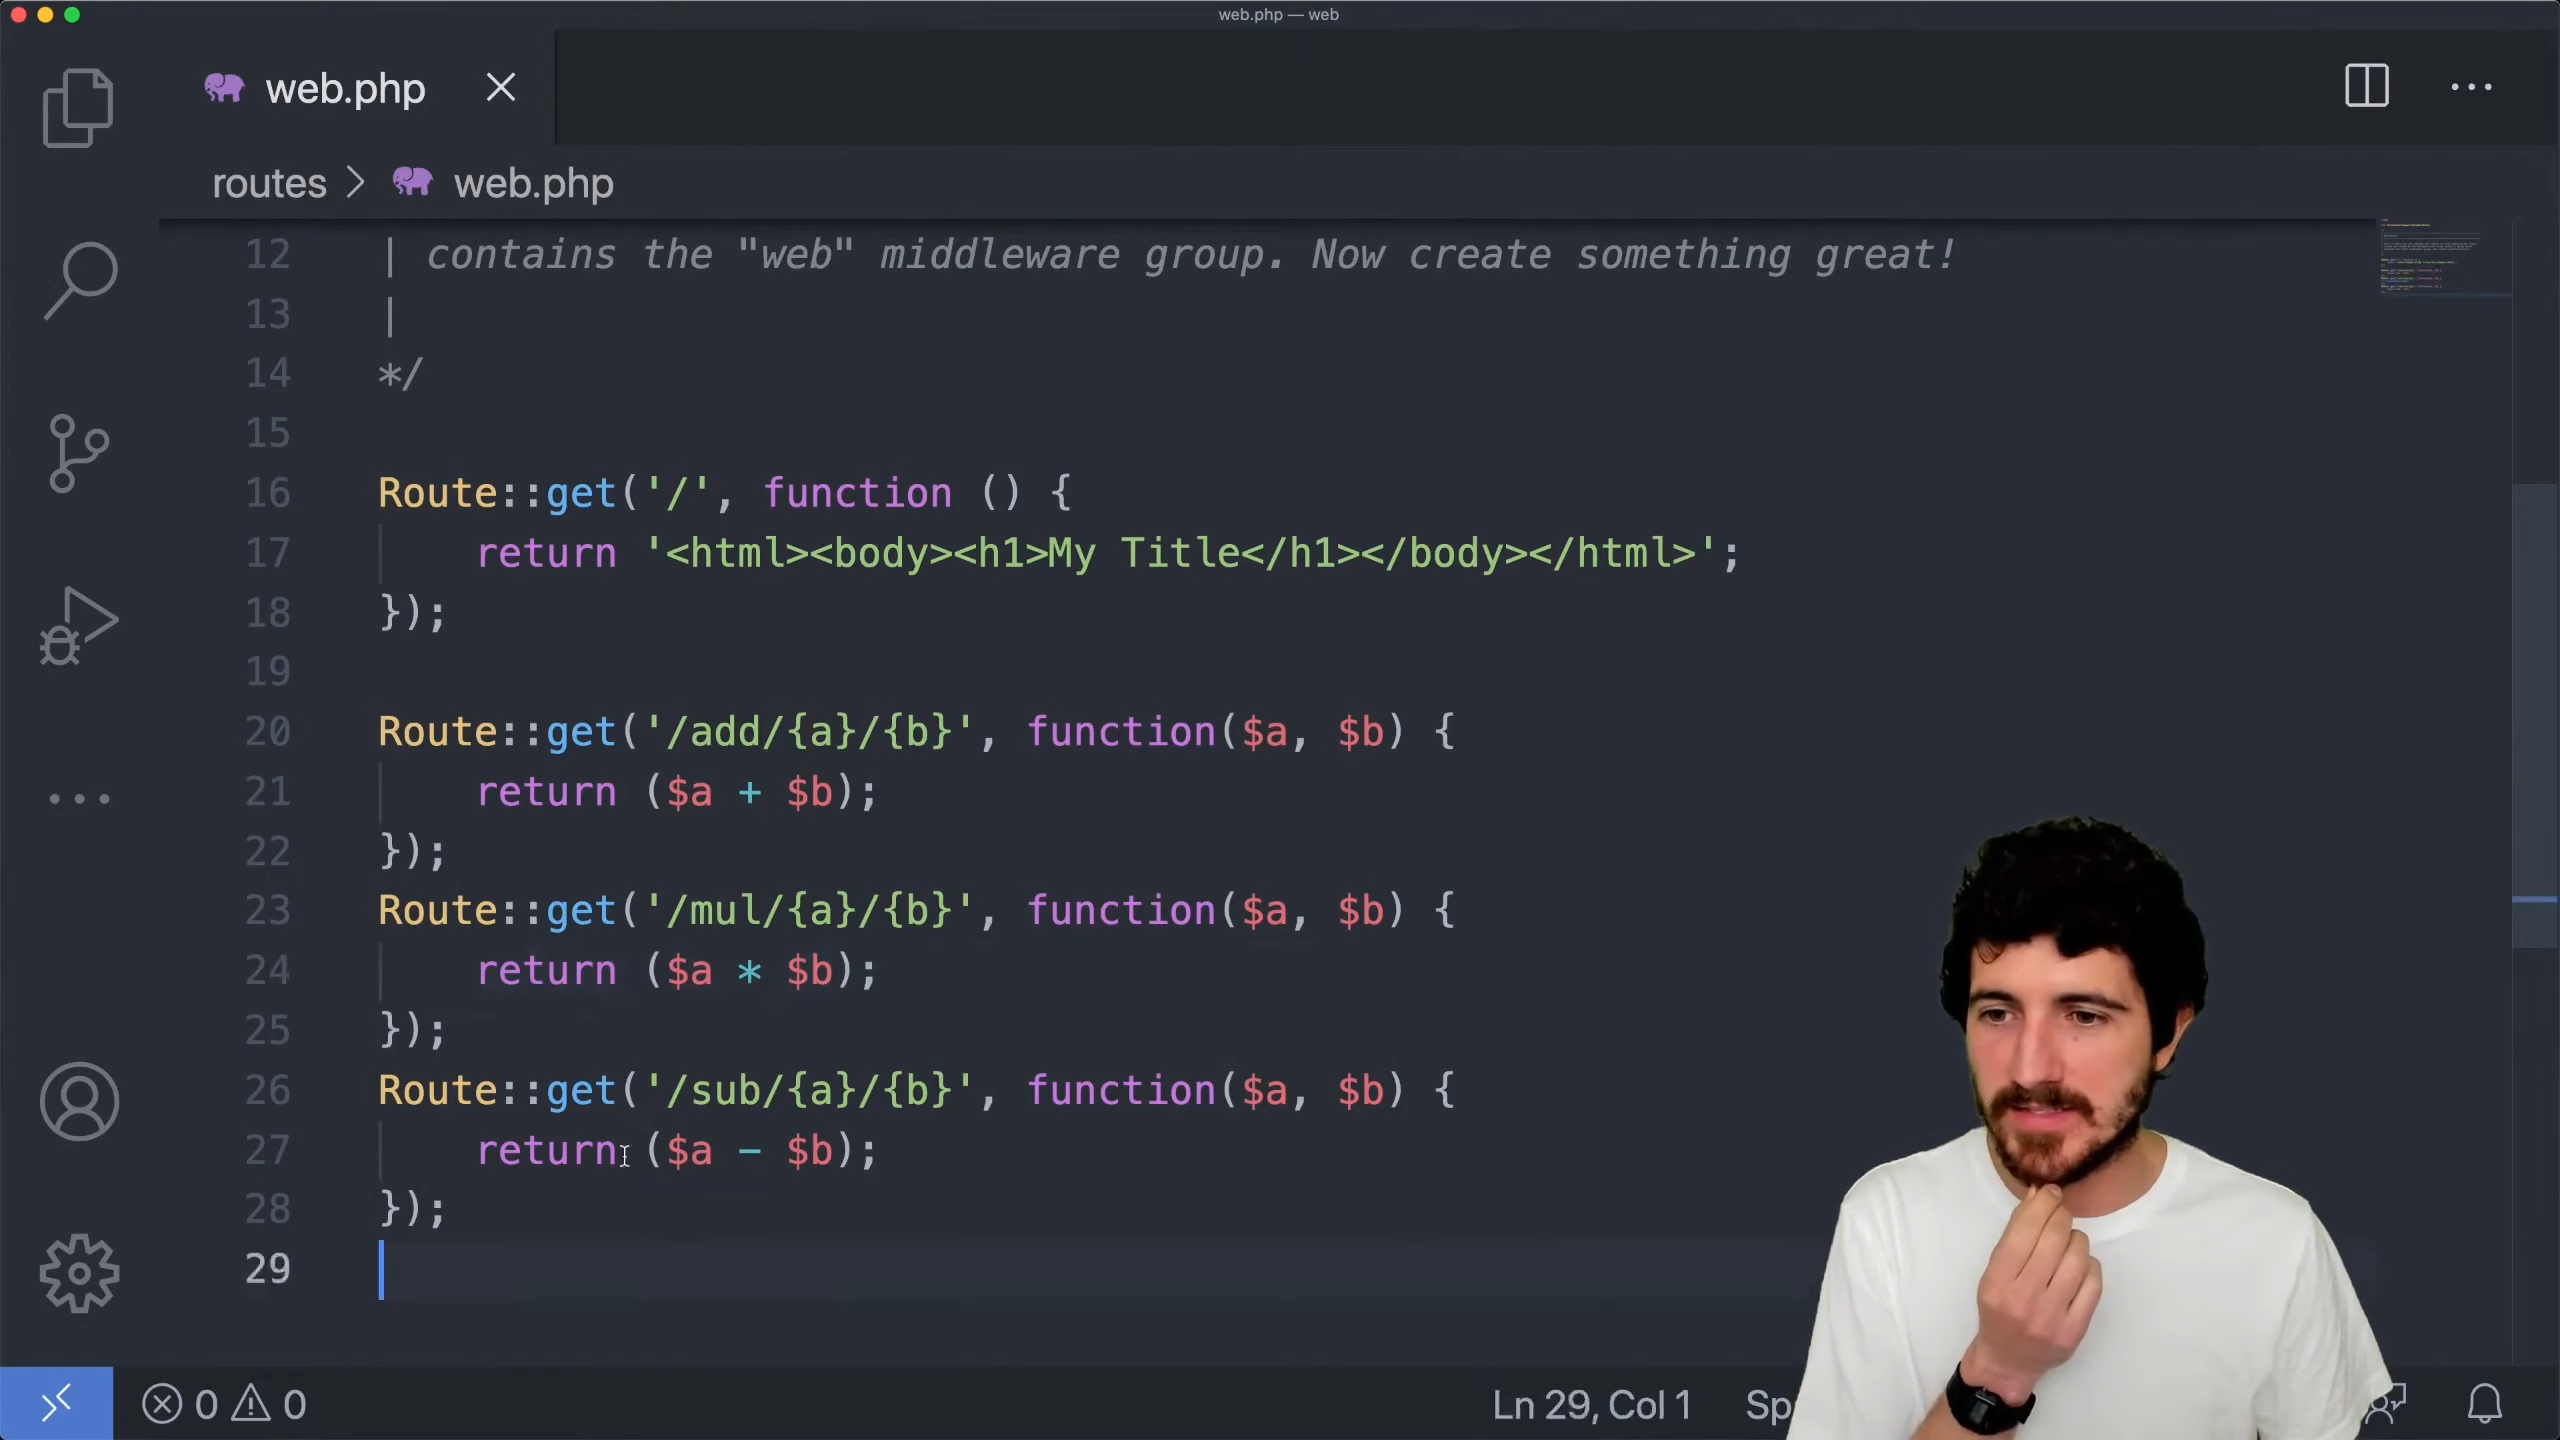 web.php — web
web.php
routes > web.php
12 | contains the "web" middleware group. Now create something great!
13 |
14 */
15
16 Route::get('/', function () {
17 return '<html><body><h1>My Title</h1></body></html>';
18 });
19
20 Route::get('/add/{a}/{b}', function($a, $b) {
21 return ($a + $b);
22 });
23 Route::get('/mul/{a}/{b}', function($a, $b) {
24 return ($a * $b);
25 });
26 Route::get('/sub/{a}/{b}', function($a, $b) {
27 return ($a - $b);
28 });
29
0 0 Ln 29, Col 1